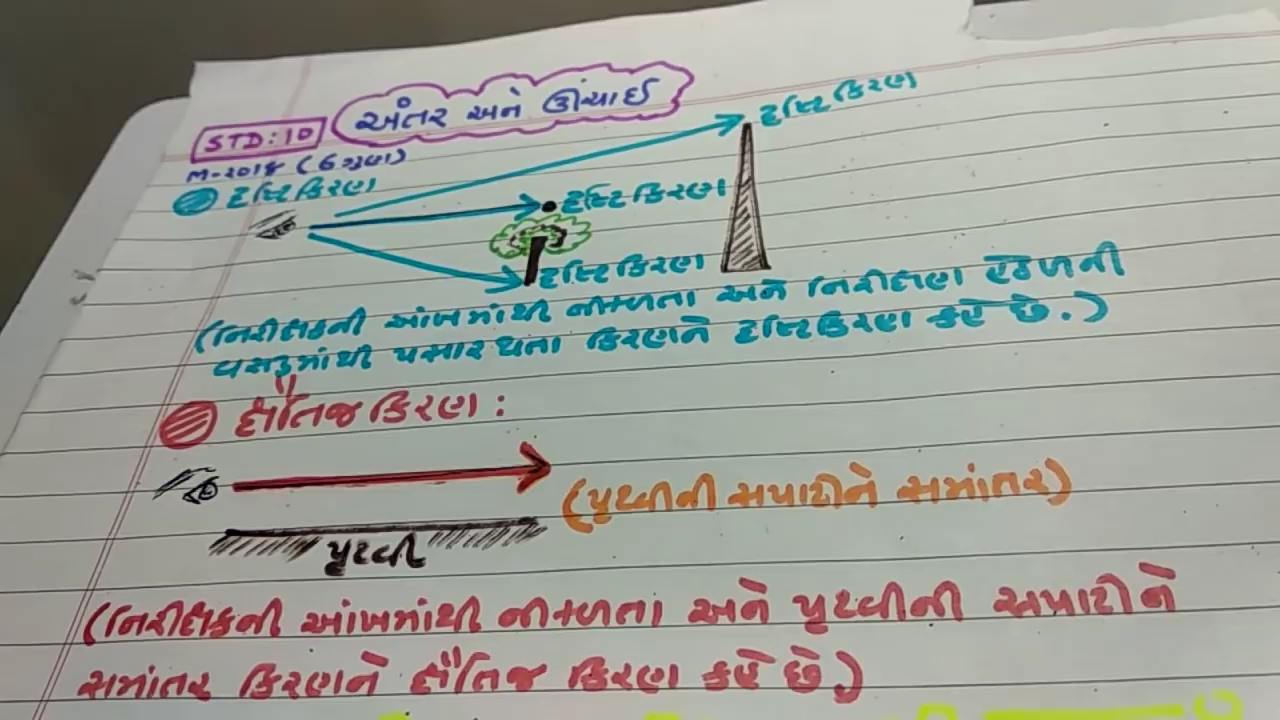 અંતર અને ઊંચાઈ
STD:10
M-૨૦૧૪ (6 ગુણ)
દ્રષ્ટિકિરણ
દ્રષ્ટિકિરણ
દ્રષ્ટિકિરણ
દ્રષ્ટિકિરણ
(નિરીક્ષકની આંખમાંથી નીકળતા અને નિરીક્ષણ હેઠળની
વસ્તુમાંથી પસાર થતા કિરણને દ્રષ્ટિકિરણ કહે છે.)
ક્ષૈતિજ કિરણ :
(પૃથ્વીની સપાટીને સમાંતર)
પૃથ્વી
(નિરીક્ષકની આંખમાંથી નીકળતા અને પૃથ્વીની સપાટીને
સમાંતર કિરણને ક્ષૈતિજ કિરણ કહે છે.)